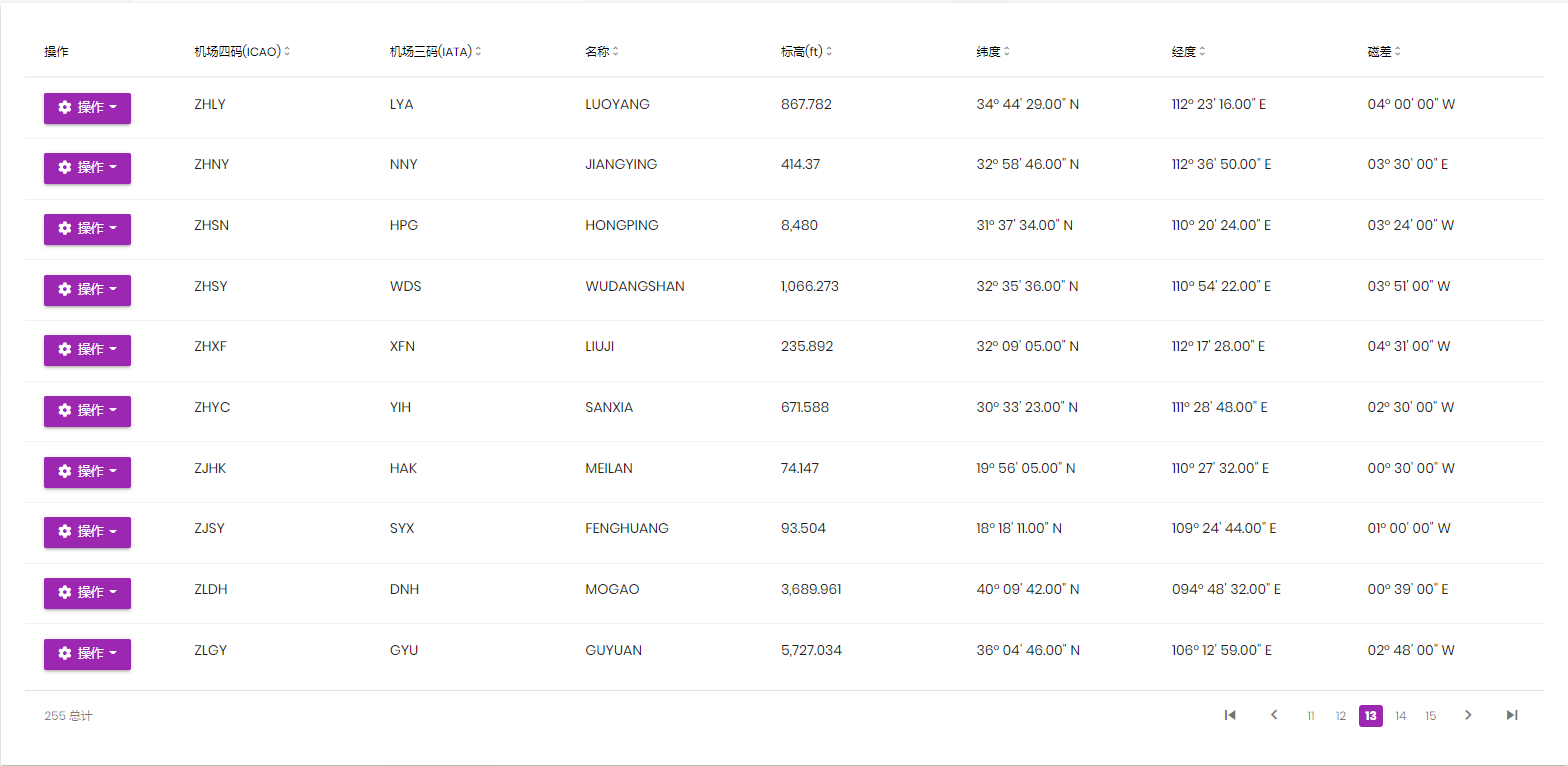 操作 机场四码(ICAO) 机场三码(IATA) 名称 标高(ft) 纬度 经度 磁差
操作 ZHLY LYA LUOYANG 867.782 34° 44' 29.00" N 112° 23' 16.00" E 04° 00' 00" W
操作 ZHNY NNY JIANGYING 414.37 32° 58' 46.00" N 112° 36' 50.00" E 03° 30' 00" E
操作 ZHSN HPG HONGPING 8,480 31° 37' 34.00" N 110° 20' 24.00" E 03° 24' 00" W
操作 ZHSY WDS WUDANGSHAN 1,066.273 32° 35' 36.00" N 110° 54' 22.00" E 03° 51' 00" W
操作 ZHXF XFN LIUJI 235.892 32° 09' 05.00" N 112° 17' 28.00" E 04° 31' 00" W
操作 ZHYC YIH SANXIA 671.588 30° 33' 23.00" N 111° 28' 48.00" E 02° 30' 00" W
操作 ZJHK HAK MEILAN 74.147 19° 56' 05.00" N 110° 27' 32.00" E 00° 30' 00" W
操作 ZJSY SYX FENGHUANG 93.504 18° 18' 11.00" N 109° 24' 44.00" E 01° 00' 00" W
操作 ZLDH DNH MOGAO 3,689.961 40° 09' 42.00" N 094° 48' 32.00" E 00° 39' 00" E
操作 ZLGY GYU GUYUAN 5,727.034 36° 04' 46.00" N 106° 12' 59.00" E 02° 48' 00" W
255 总计 11 12 13 14 15